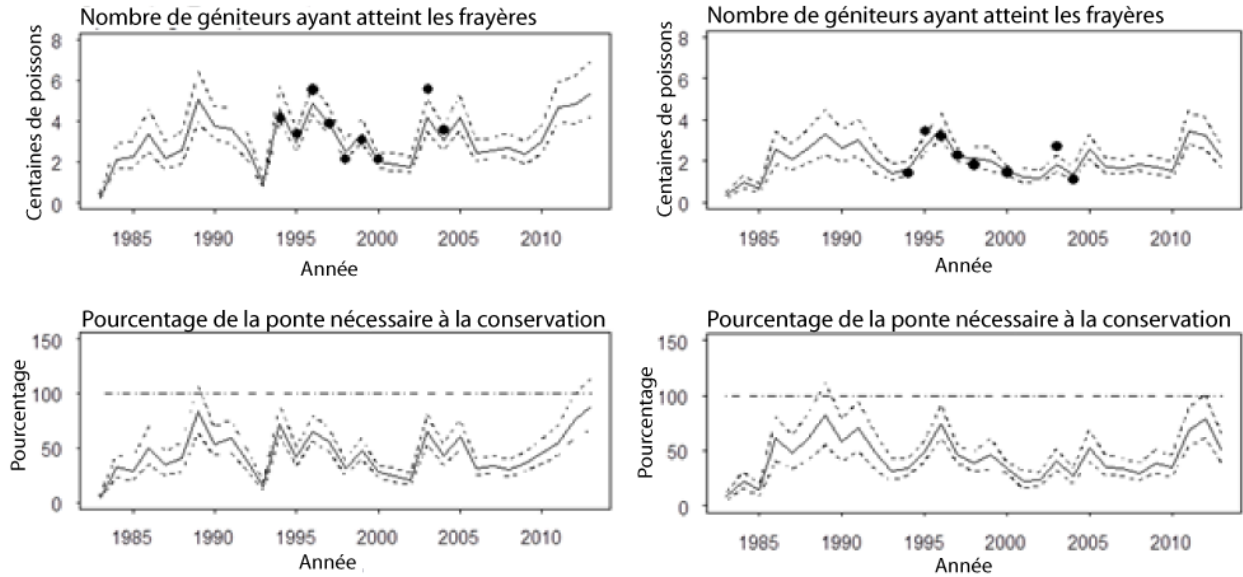 Nombre de géniteurs ayant atteint les frayères
Centaines de poissons
8
6
4
2
0
1985 1990 1995 2000 2005 2010
Année
Nombre de géniteurs ayant atteint les frayères
Centaines de poissons
8
6
4
2
0
1985 1990 1995 2000 2005 2010
Année
Pourcentage de la ponte nécessaire à la conservation
Pourcentage
150
100
50
0
1985 1990 1995 2000 2005 2010
Année
Pourcentage de la ponte nécessaire à la conservation
Pourcentage
150
100
50
0
1985 1990 1995 2000 2005 2010
Année